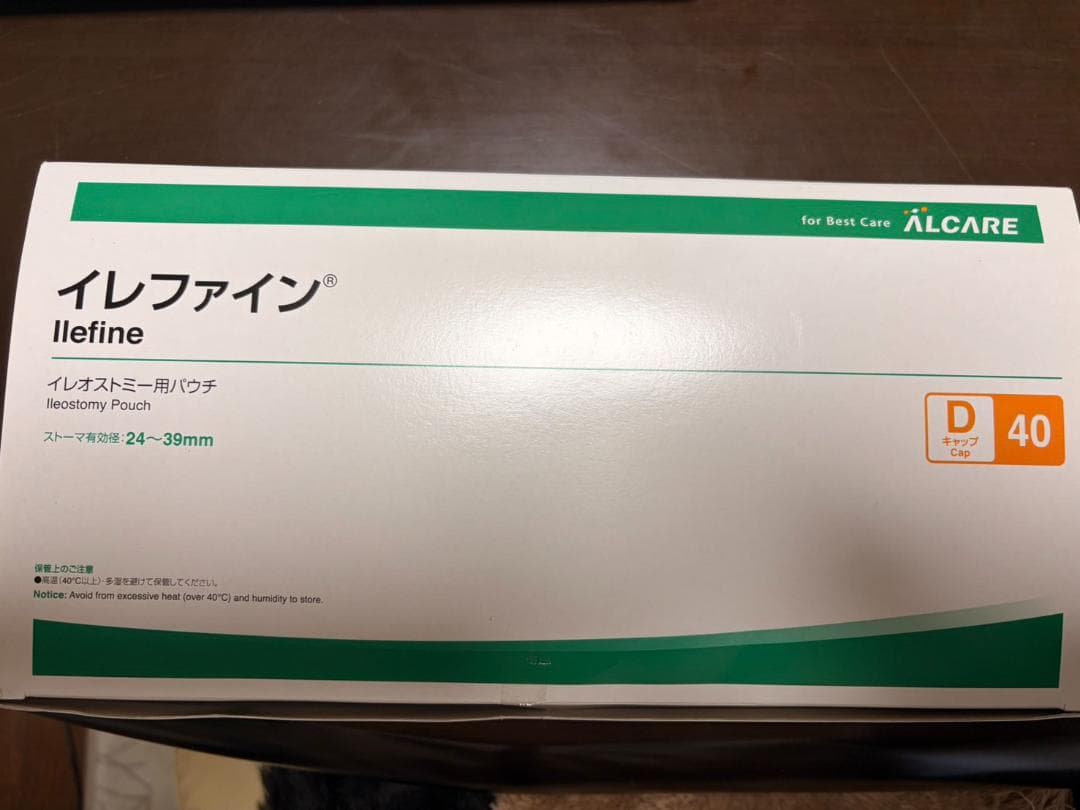 for Best Care ALCARE
イレファイン®
Ilefine
イレオストミー用パウチ
Ileostomy Pouch
ストーマ有効径:24〜39mm
D
キャップ
Cap
40
保管上のご注意
●高温(40℃以上)・多湿を避けて保管してください。
Notice: Avoid from excessive heat (over 40℃) and humidity to store.